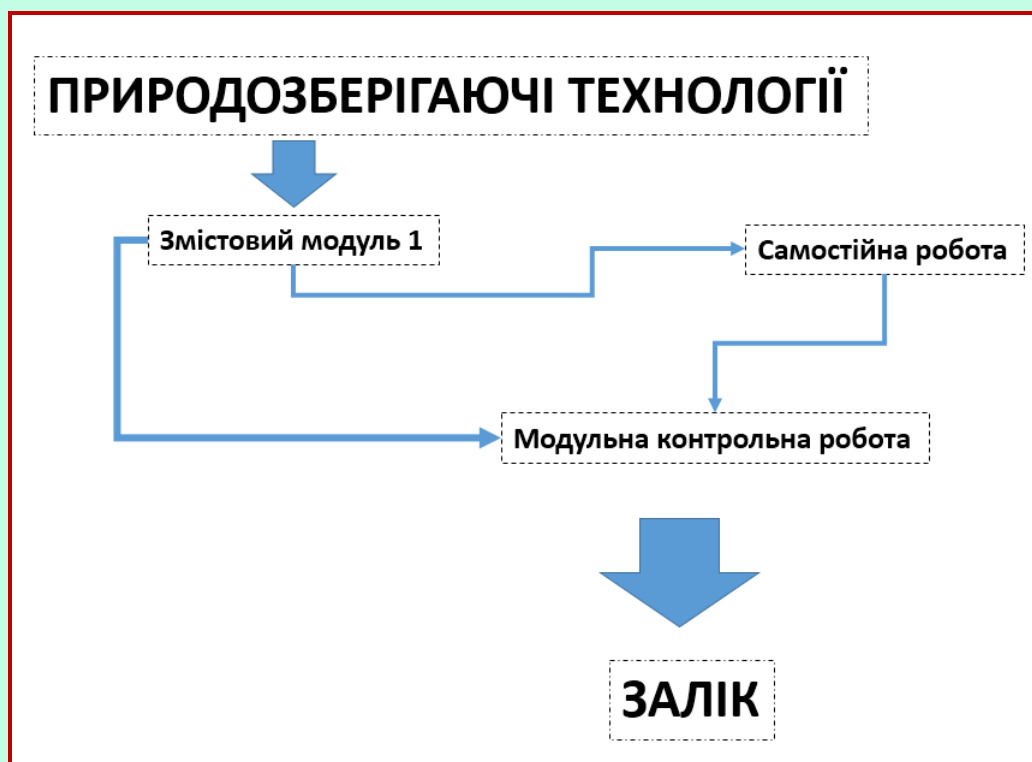 ПРИРОДОЗБЕРІГАЮЧІ ТЕХНОЛОГІЇ
Змістовий модуль 1
Самостійна робота
Модульна контрольна робота
ЗАЛІК